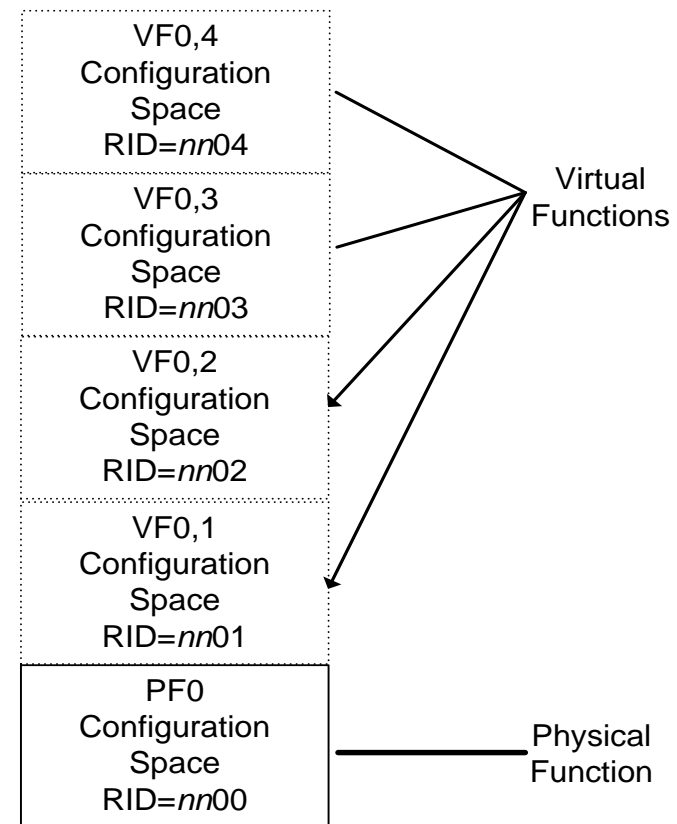 VF0,4
Configuration
Space
RID=nn04
VF0,3
Configuration
Space
RID=nn03
VF0,2
Configuration
Space
RID=nn02
VF0,1
Configuration
Space
RID=nn01
PF0
Configuration
Space
RID=nn00
Virtual
Functions
Physical
Function